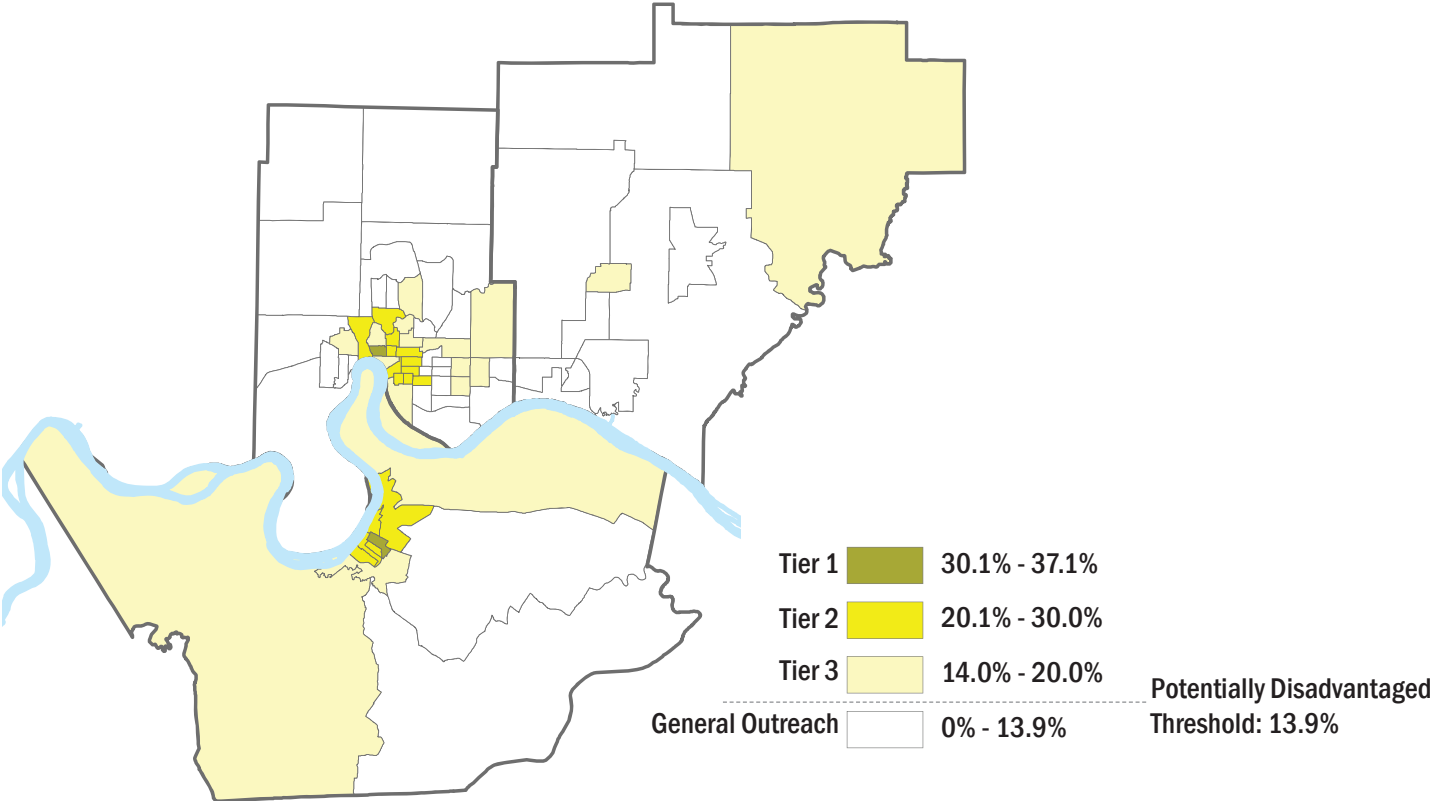 Tier 1 30.1% - 37.1%
Tier 2 20.1% - 30.0%
Tier 3 14.0% - 20.0%
General Outreach 0% - 13.9%
Potentially Disadvantaged
Threshold: 13.9%